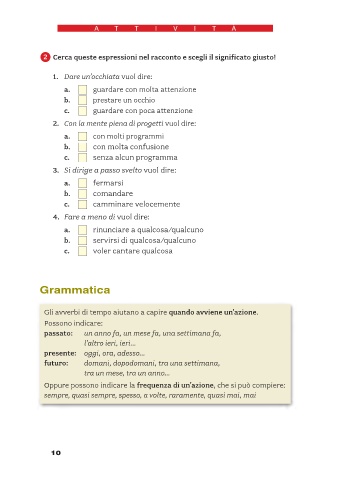 ATTIVITÀ
2 Cerca queste espressioni nel racconto e scegli il significato giusto!
1. Dare un'occhiata vuol dire:
a. guardare con molta attenzione
b. prestare un occhio
c. guardare con poca attenzione
2. Con la mente piena di progetti vuol dire:
a. con molti programmi
b. con molta confusione
c. senza alcun programma
3. Si dirige a passo svelto vuol dire:
a. fermarsi
b. comandare
c. camminare velocemente
4. Fare a meno di vuol dire:
a. rinunciare a qualcosa/qualcuno
b. servirsi di qualcosa/qualcuno
c. voler cantare qualcosa
Grammatica
Gli avverbi di tempo aiutano a capire quando avviene un'azione.
Possono indicare:
passato: un anno fa, un mese fa, una settimana fa,
l'altro ieri, ieri...
presente: oggi, ora, adesso...
futuro: domani, dopodomani, tra una settimana,
tra un mese, tra un anno...
Oppure possono indicare la frequenza di un'azione, che si può compiere:
sempre, quasi sempre, spesso, a volte, raramente, quasi mai, mai
10